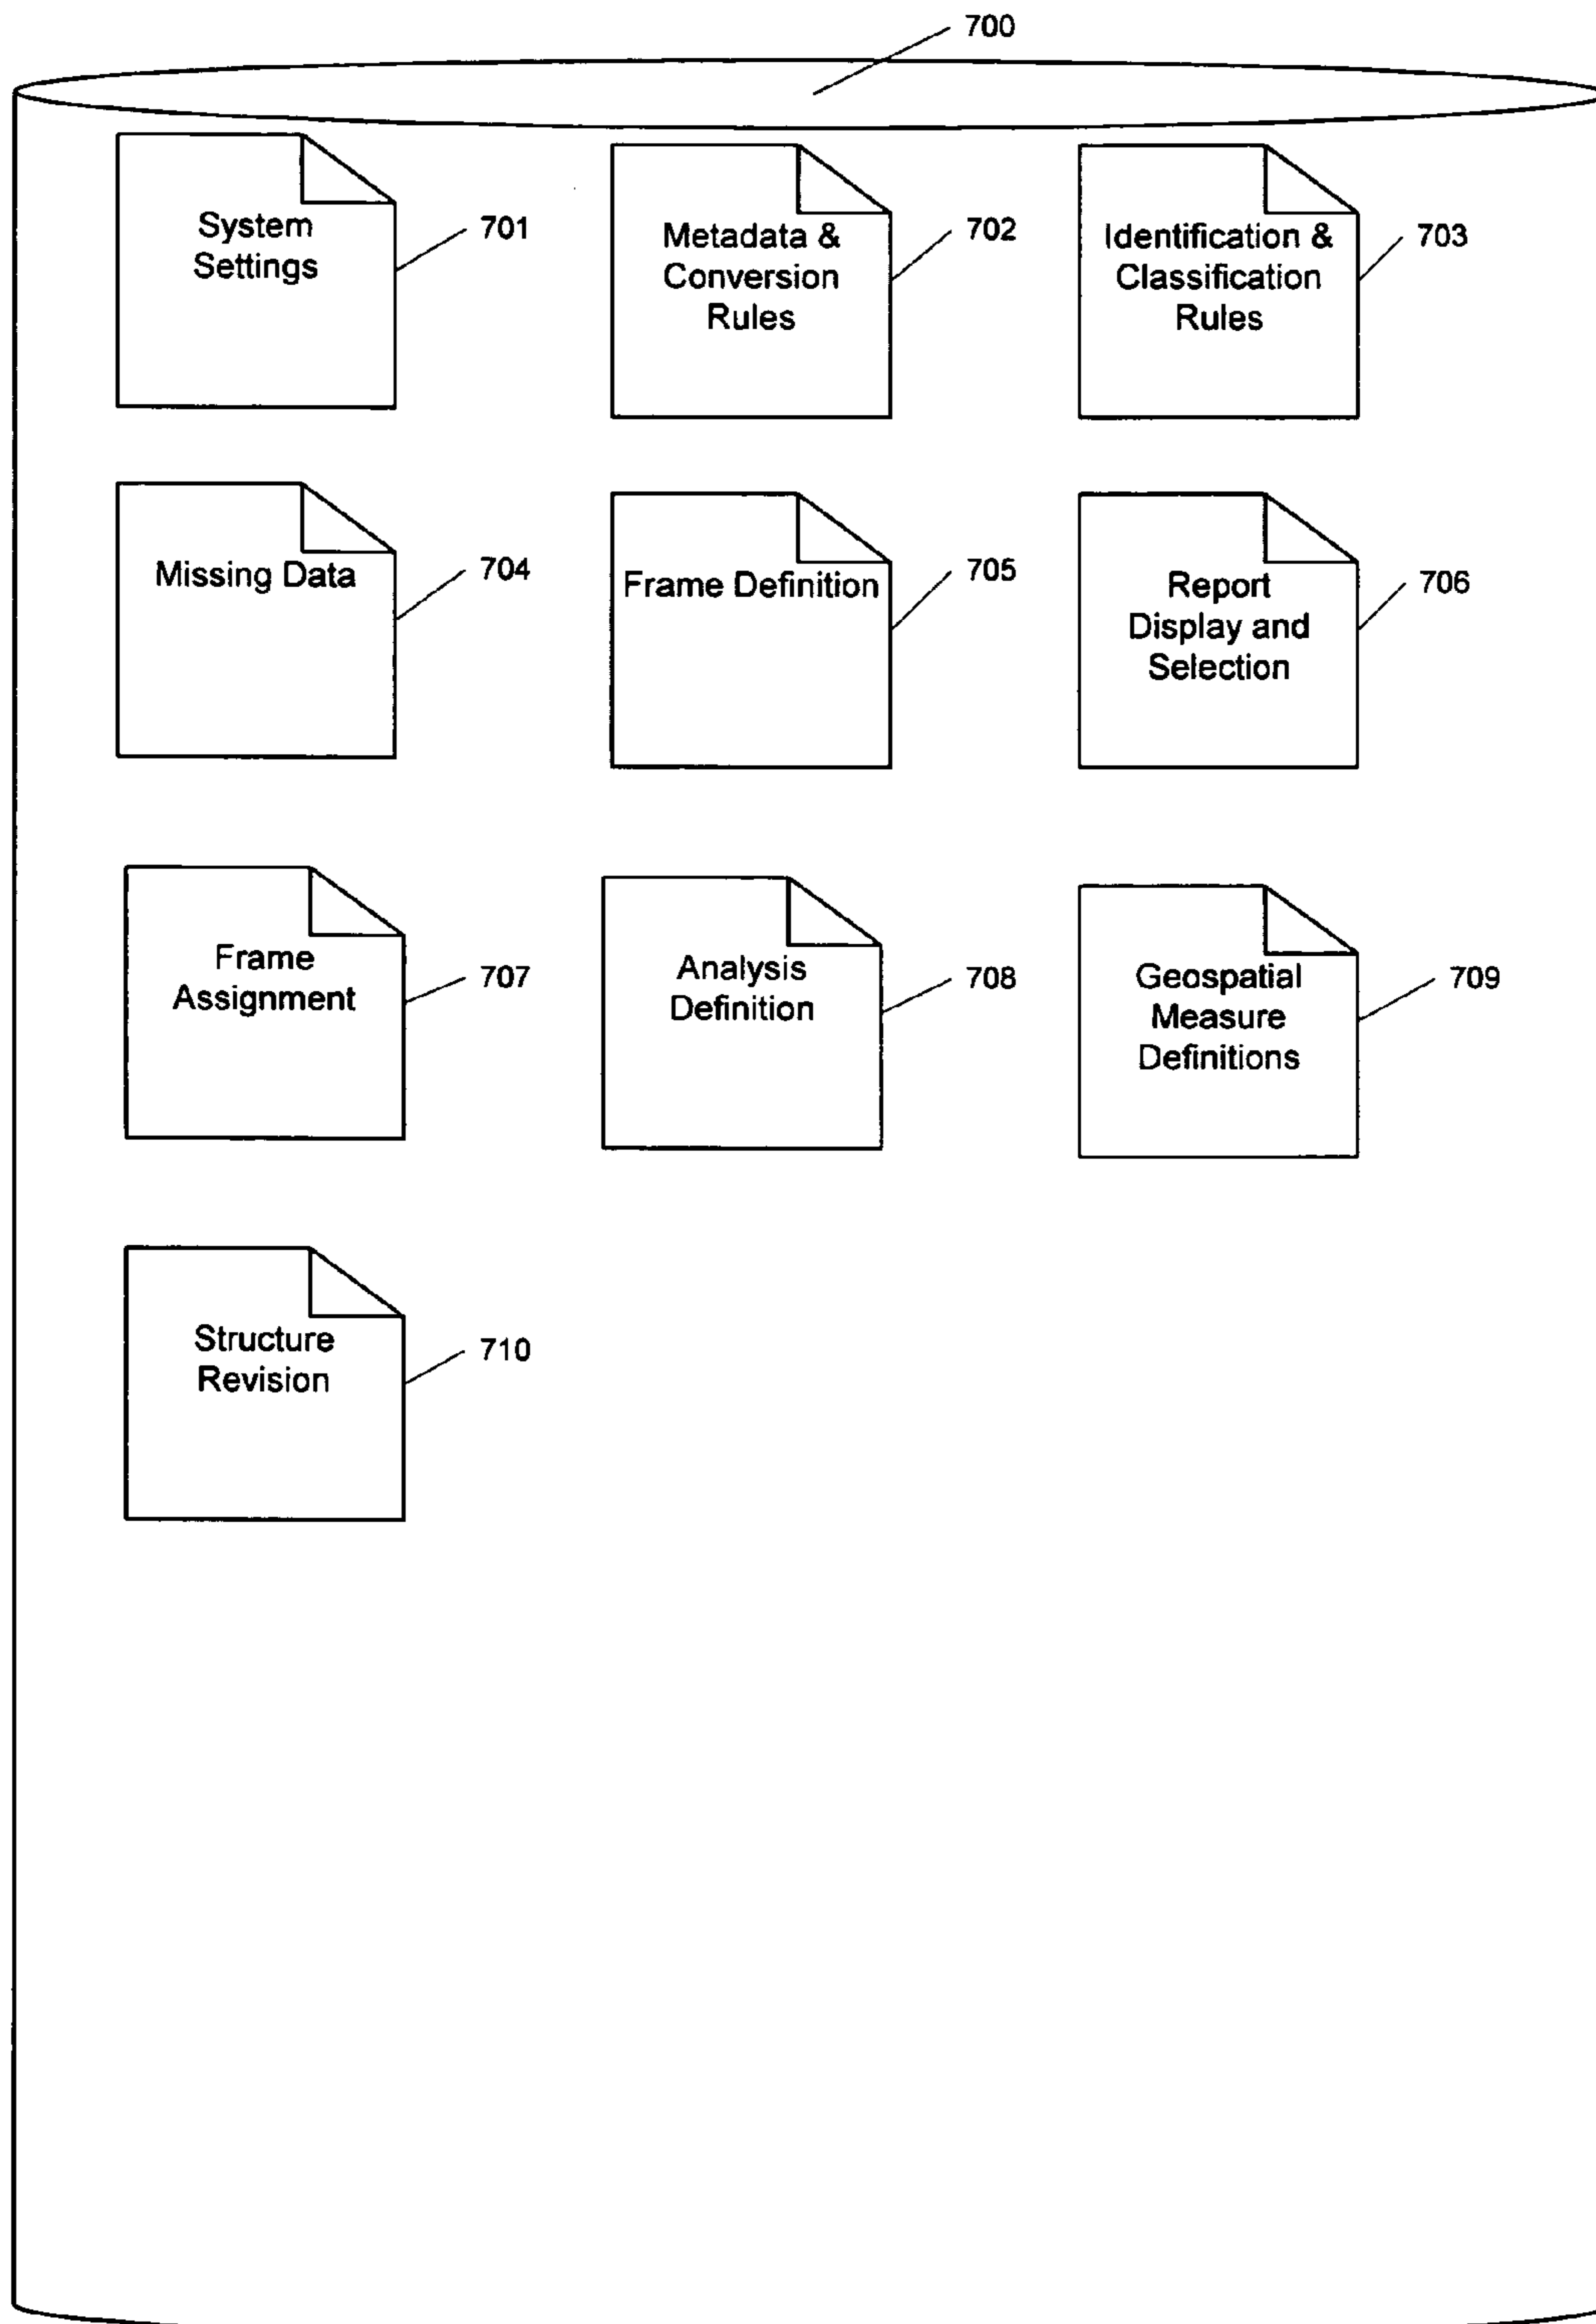 700
System
Settings
701
Metadata &
Conversion
Rules
702
Identification &
Classification
Rules
703
Missing Data
704
Frame Definition
705
Report
Display and
Selection
706
Frame
Assignment
707
Analysis
Definition
708
Geospatial
Measure
Definitions
709
Structure
Revision
710